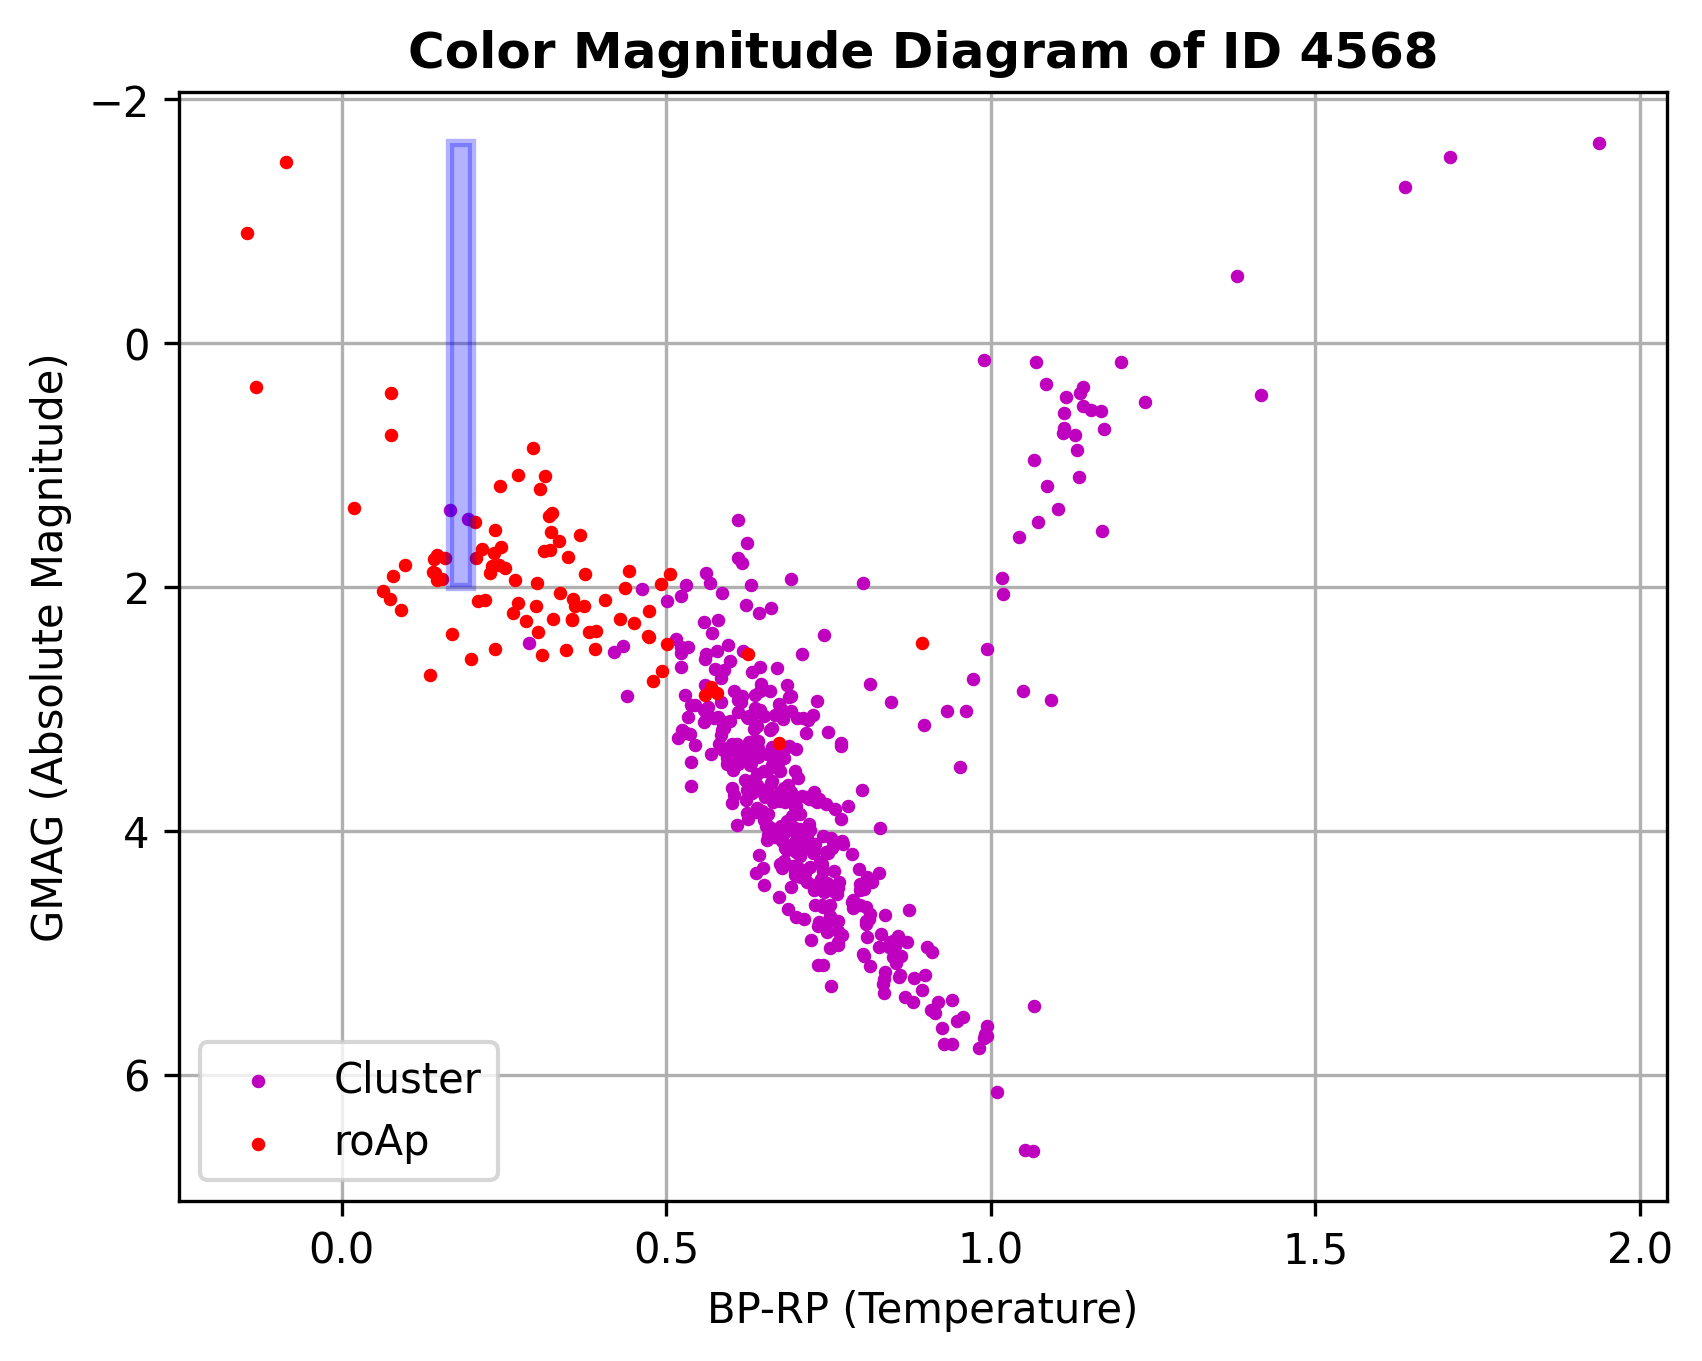 Color Magnitude Diagram of ID 4568
GMAG (Absolute Magnitude)
−2
0
2
4
6
Cluster
roAp
0.0 0.5 1.0 1.5 2.0
BP-RP (Temperature)